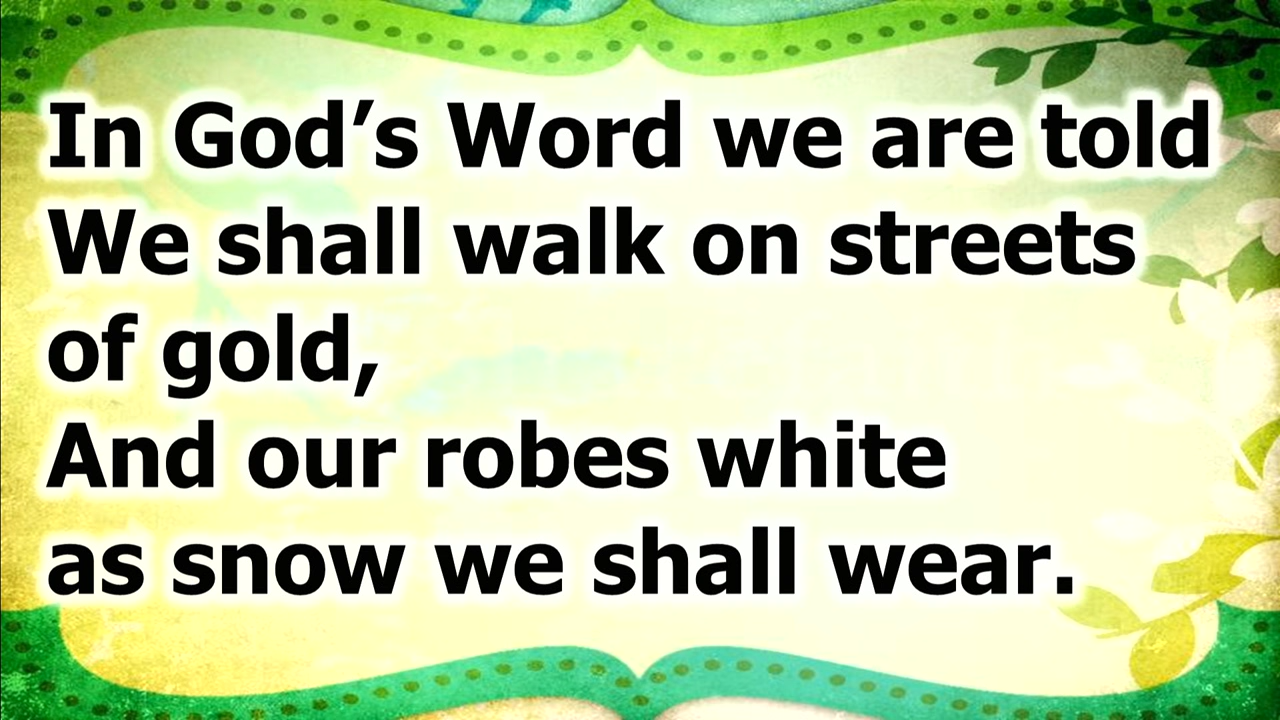 In God’s Word we are told
We shall walk on streets
of gold,
And our robes white
as snow we shall wear.